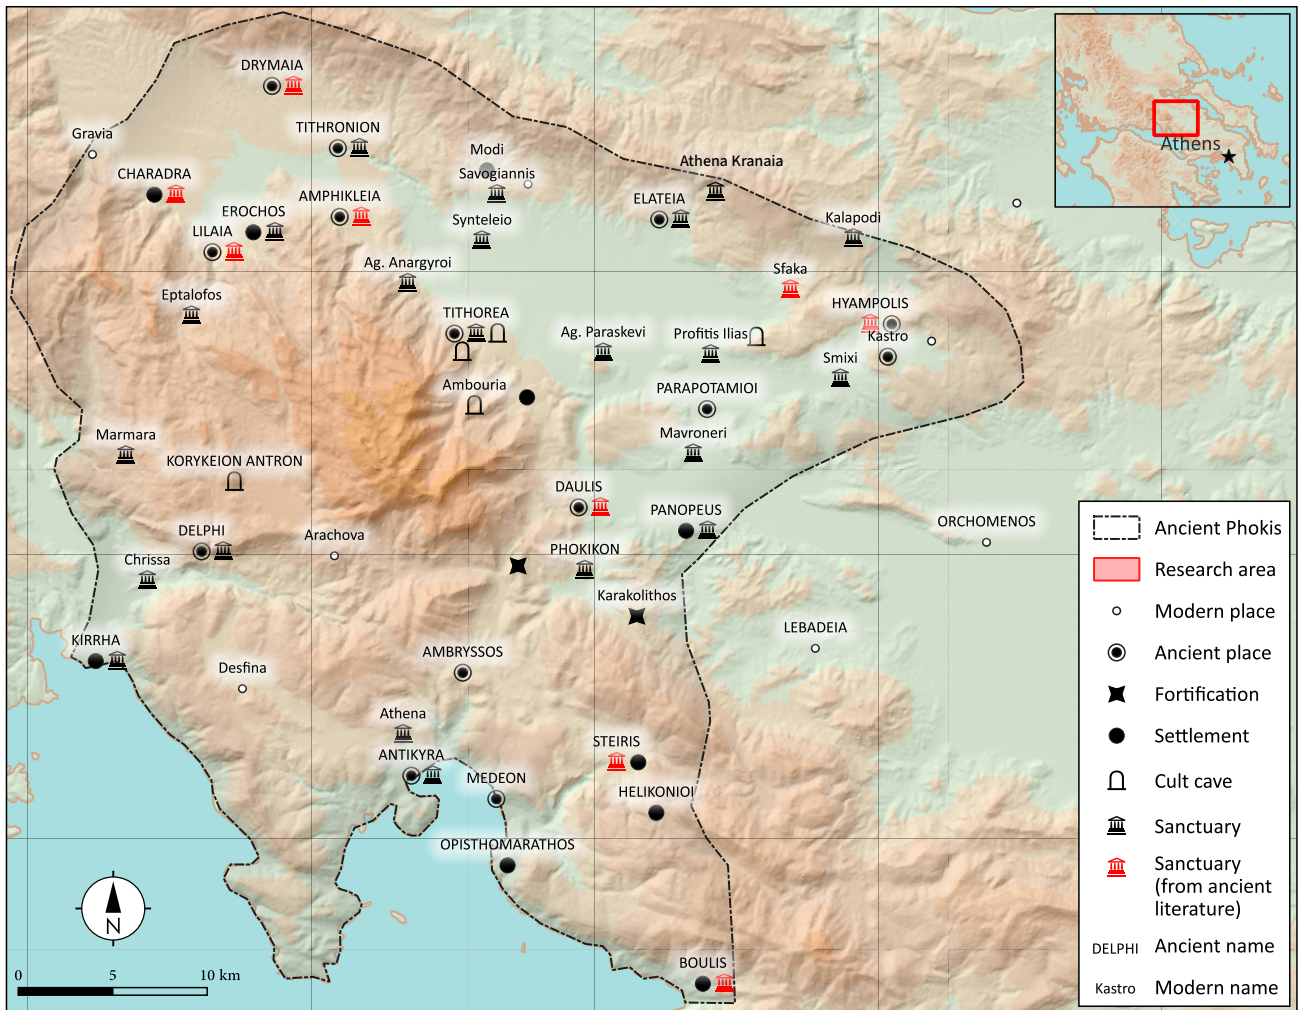 DRYMAIA
Athens
TITHRONION
Gravia
Modi
Athena Kranaia
CHARADRA
Savogiannis
AMPHIKLEIA
ELATEIA
EROCHOS
Synteleio
Kalapodi
LILAIA
Ag. Anargyroi
Sfaka
Eptalofos
HYAMPOLIS
TITHOREA
Ag. Paraskevi
Profitis Ilias
Kastro
Smixi
Ambouria
PARAPOTAMIOI
Marmara
Mavroneri
KORYKEION ANTRON
DAULIS
PANOPEUS
ORCHOMENOS
DELPHI
Arachova
PHOKIKON
Chrissa
Karakolithos
LEBADEIA
KIRRHA
AMBRYSSOS
Desfina
Athena
STEIRIS
ANTIKYRA
MEDEON
HELIKONIOI
OPISTHOMARATHOS
BOULIS
N
0 5 10 km
Ancient Phokis
Research area
Modern place
Ancient place
Fortification
Settlement
Cult cave
Sanctuary
Sanctuary
(from ancient
literature)
DELPHI Ancient name
Kastro Modern name